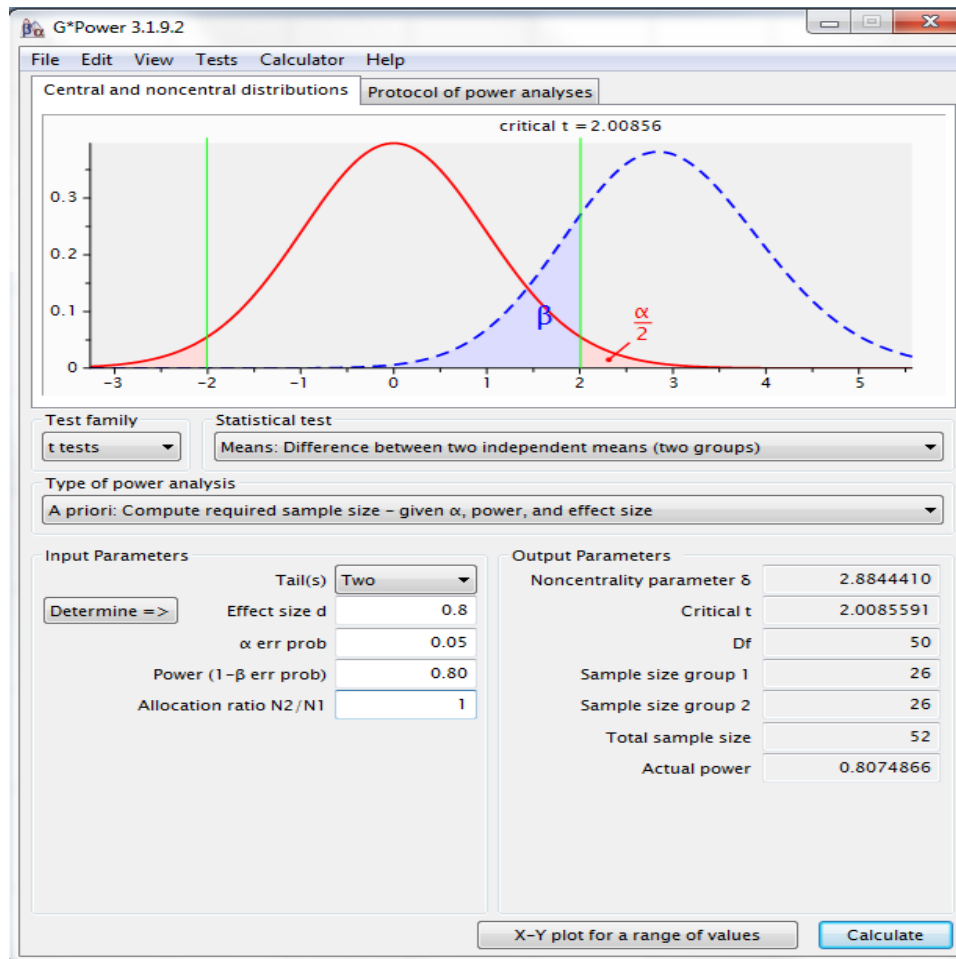 G*Power 3.1.9.2
File Edit View Tests Calculator Help
Central and noncentral distributions Protocol of power analyses
critical t = 2.00856
0.3
0.2
0.1
0
β
α
2
−3 −2 −1 0 1 2 3 4 5
Test family Statistical test
t tests Means: Difference between two independent means (two groups)
Type of power analysis
A priori: Compute required sample size – given α, power, and effect size
Input Parameters Output Parameters
Tail(s) Two Noncentrality parameter δ 2.8844410
Determine => Effect size d 0.8 Critical t 2.0085591
α err prob 0.05 Df 50
Power (1−β err prob) 0.80 Sample size group 1 26
Allocation ratio N2/N1 1 Sample size group 2 26
Total sample size 52
Actual power 0.8074866
X-Y plot for a range of values Calculate